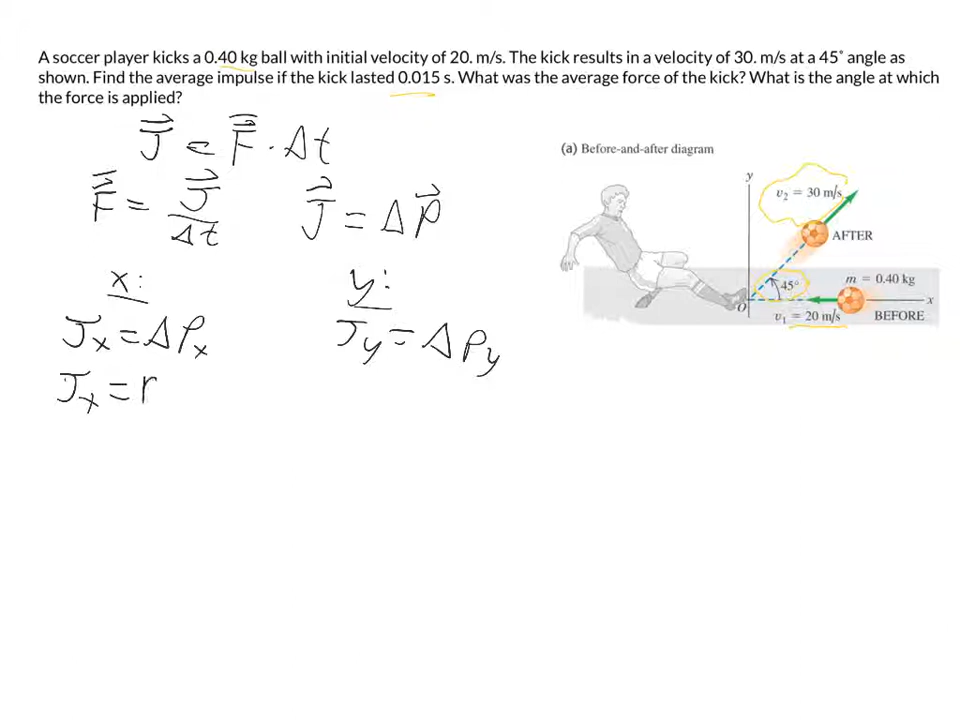 A soccer player kicks a 0.40 kg ball with initial velocity of 20. m/s. The kick results in a velocity of 30. m/s at a 45° angle as
shown. Find the average impulse if the kick lasted 0.015 s. What was the average force of the kick? What is the angle at which
the force is applied?
J⃗ = F⃗ · Δt
F⃗ = J⃗/Δt
J⃗ = Δp⃗
x:
Jx = ΔPx
Jx = r
y:
Jy = ΔPy
(a) Before-and-after diagram
y
v₂ = 30 m/s
AFTER
45°
m = 0.40 kg
O
x
v₁ = 20 m/s
BEFORE